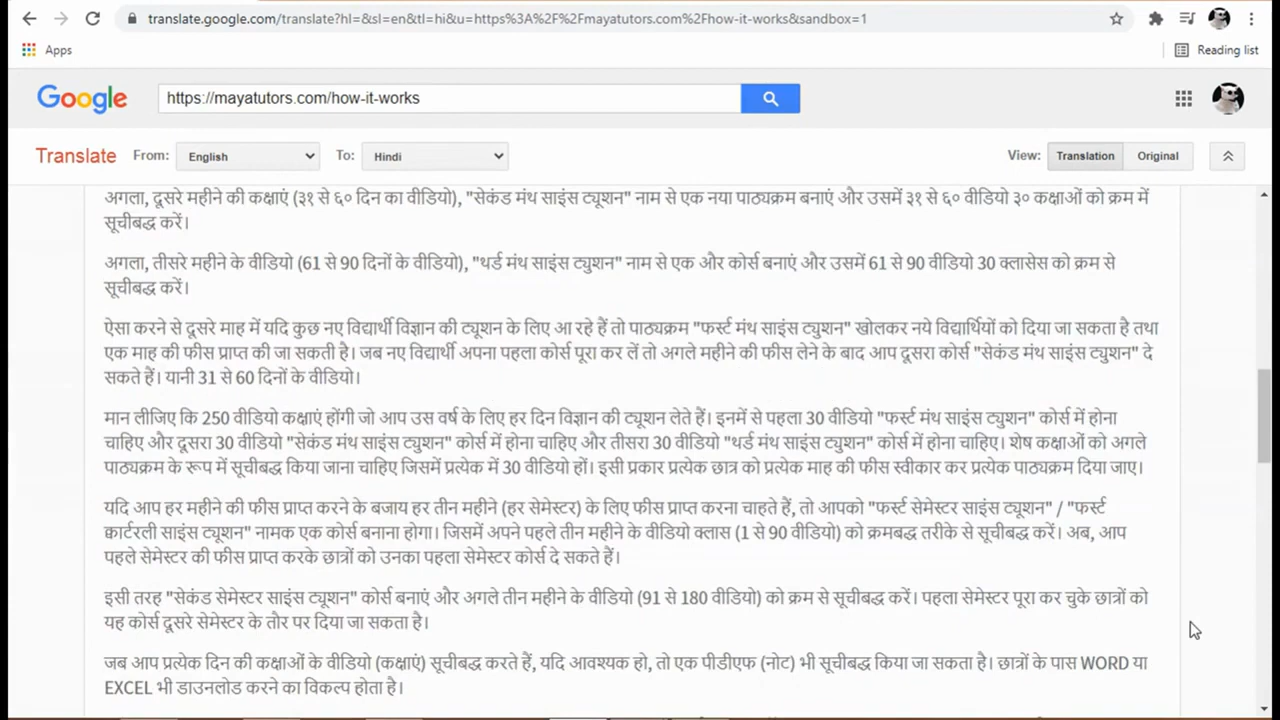 translate.google.com/translate?hl=&sl=en&tl=hi&u=https%3A%2F%2Fmayatutors.com%2Fhow-it-works&sandbox=1
Apps
Reading list
Google
https://mayatutors.com/how-it-works
Translate From: English To: Hindi View: Translation Original
अगला, दूसरे महीने की कक्षाएं (३१ से ६० दिन का वीडियो), "सेकंड मंथ साइंस ट्यूशन" नाम से एक नया पाठ्यक्रम बनाएं और उसमें ३१ से ६० वीडियो ३० कक्षाओं को क्रम में
सूचीबद्ध करें।
अगला, तीसरे महीने के वीडियो (61 से 90 दिनों के वीडियो), "थर्ड मंथ साइंस ट्युशन" नाम से एक और कोर्स बनाएं और उसमें 61 से 90 वीडियो 30 क्लासेस को क्रम से
सूचीबद्ध करें।
ऐसा करने से दूसरे माह में यदि कुछ नए विद्यार्थी विज्ञान की ट्यूशन के लिए आ रहे हैं तो पाठ्यक्रम "फर्स्ट मंथ साइंस ट्युशन" खोलकर नये विद्यार्थियों को दिया जा सकता है तथा
एक माह की फीस प्राप्त की जा सकती है। जब नए विद्यार्थी अपना पहला कोर्स पूरा कर लें तो अगले महीने की फीस लेने के बाद आप दूसरा कोर्स "सेकंड मंथ साइंस ट्युशन" दे
सकते हैं। यानी 31 से 60 दिनों के वीडियो।
मान लीजिए कि 250 वीडियो कक्षाएं होंगी जो आप उस वर्ष के लिए हर दिन विज्ञान की ट्यूशन लेते हैं। इनमें से पहला 30 वीडियो "फर्स्ट मंथ साइंस ट्युशन" कोर्स में होना
चाहिए और दूसरा 30 वीडियो "सेकंड मंथ साइंस ट्युशन" कोर्स में होना चाहिए और तीसरा 30 वीडियो "थर्ड मंथ साइंस ट्युशन" कोर्स में होना चाहिए। शेष कक्षाओं को अगले
पाठ्यक्रम के रूप में सूचीबद्ध किया जाना चाहिए जिसमें प्रत्येक में 30 वीडियो हों। इसी प्रकार प्रत्येक छात्र को प्रत्येक माह की फीस स्वीकार कर प्रत्येक पाठ्यक्रम दिया जाए।
यदि आप हर महीने की फीस प्राप्त करने के बजाय हर तीन महीने (हर सेमेस्टर) के लिए फीस प्राप्त करना चाहते हैं, तो आपको "फर्स्ट सेमेस्टर साइंस ट्यूशन" / "फर्स्ट
क़ार्टरली साइंस ट्यूशन" नामक एक कोर्स बनाना होगा। जिसमें अपने पहले तीन महीने के वीडियो क्लास (1 से 90 वीडियो) को क्रमबद्ध तरीके से सूचीबद्ध करें। अब, आप
पहले सेमेस्टर की फीस प्राप्त करके छात्रों को उनका पहला सेमेस्टर कोर्स दे सकते हैं।
इसी तरह "सेकंड सेमेस्टर साइंस ट्यूशन" कोर्स बनाएं और अगले तीन महीने के वीडियो (91 से 180 वीडियो) को क्रम से सूचीबद्ध करें। पहला सेमेस्टर पूरा कर चुके छात्रों को
यह कोर्स दूसरे सेमेस्टर के तौर पर दिया जा सकता है।
जब आप प्रत्येक दिन की कक्षाओं के वीडियो (कक्षाएं) सूचीबद्ध करते हैं, यदि आवश्यक हो, तो एक पीडीएफ (नोट) भी सूचीबद्ध किया जा सकता है। छात्रों के पास WORD या
EXCEL भी डाउनलोड करने का विकल्प होता है।